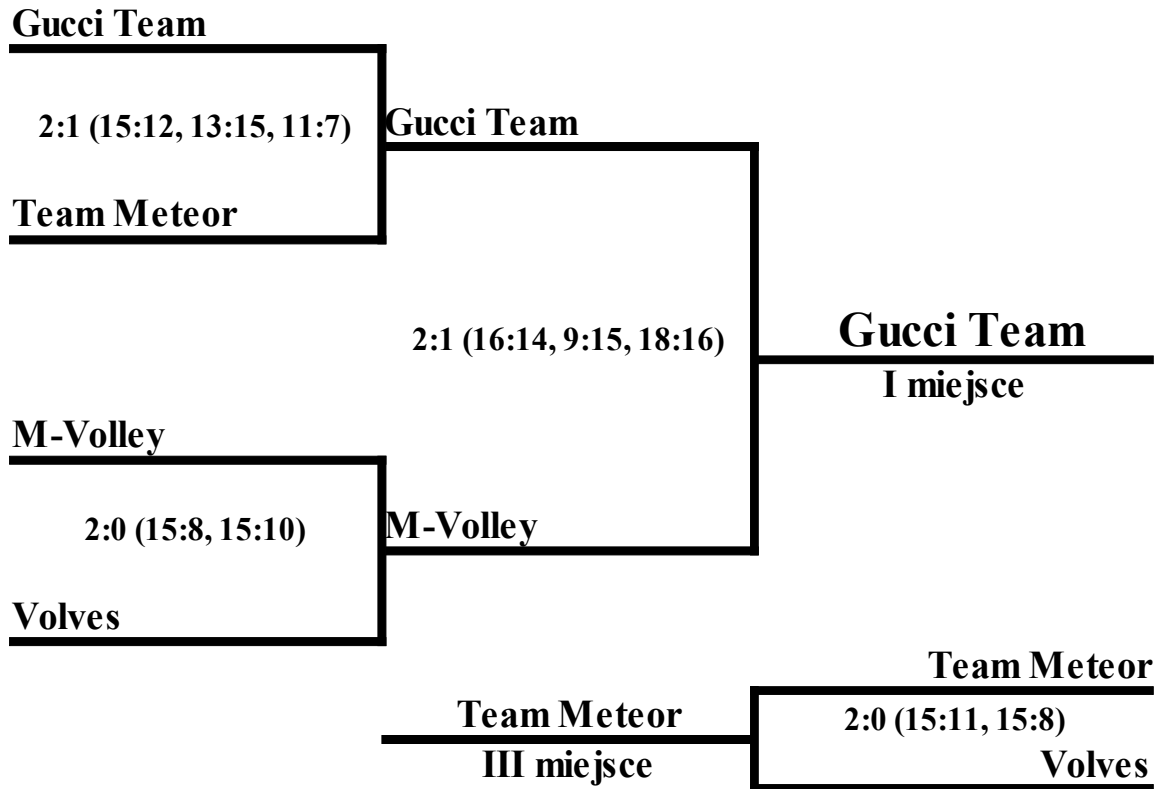 Gucci Team
2:1 (15:12, 13:15, 11:7)
Gucci Team
Team Meteor
2:1 (16:14, 9:15, 18:16)
Gucci Team
I miejsce
M-Volley
2:0 (15:8, 15:10)
M-Volley
Volves
Team Meteor
Team Meteor
2:0 (15:11, 15:8)
III miejsce
Volves